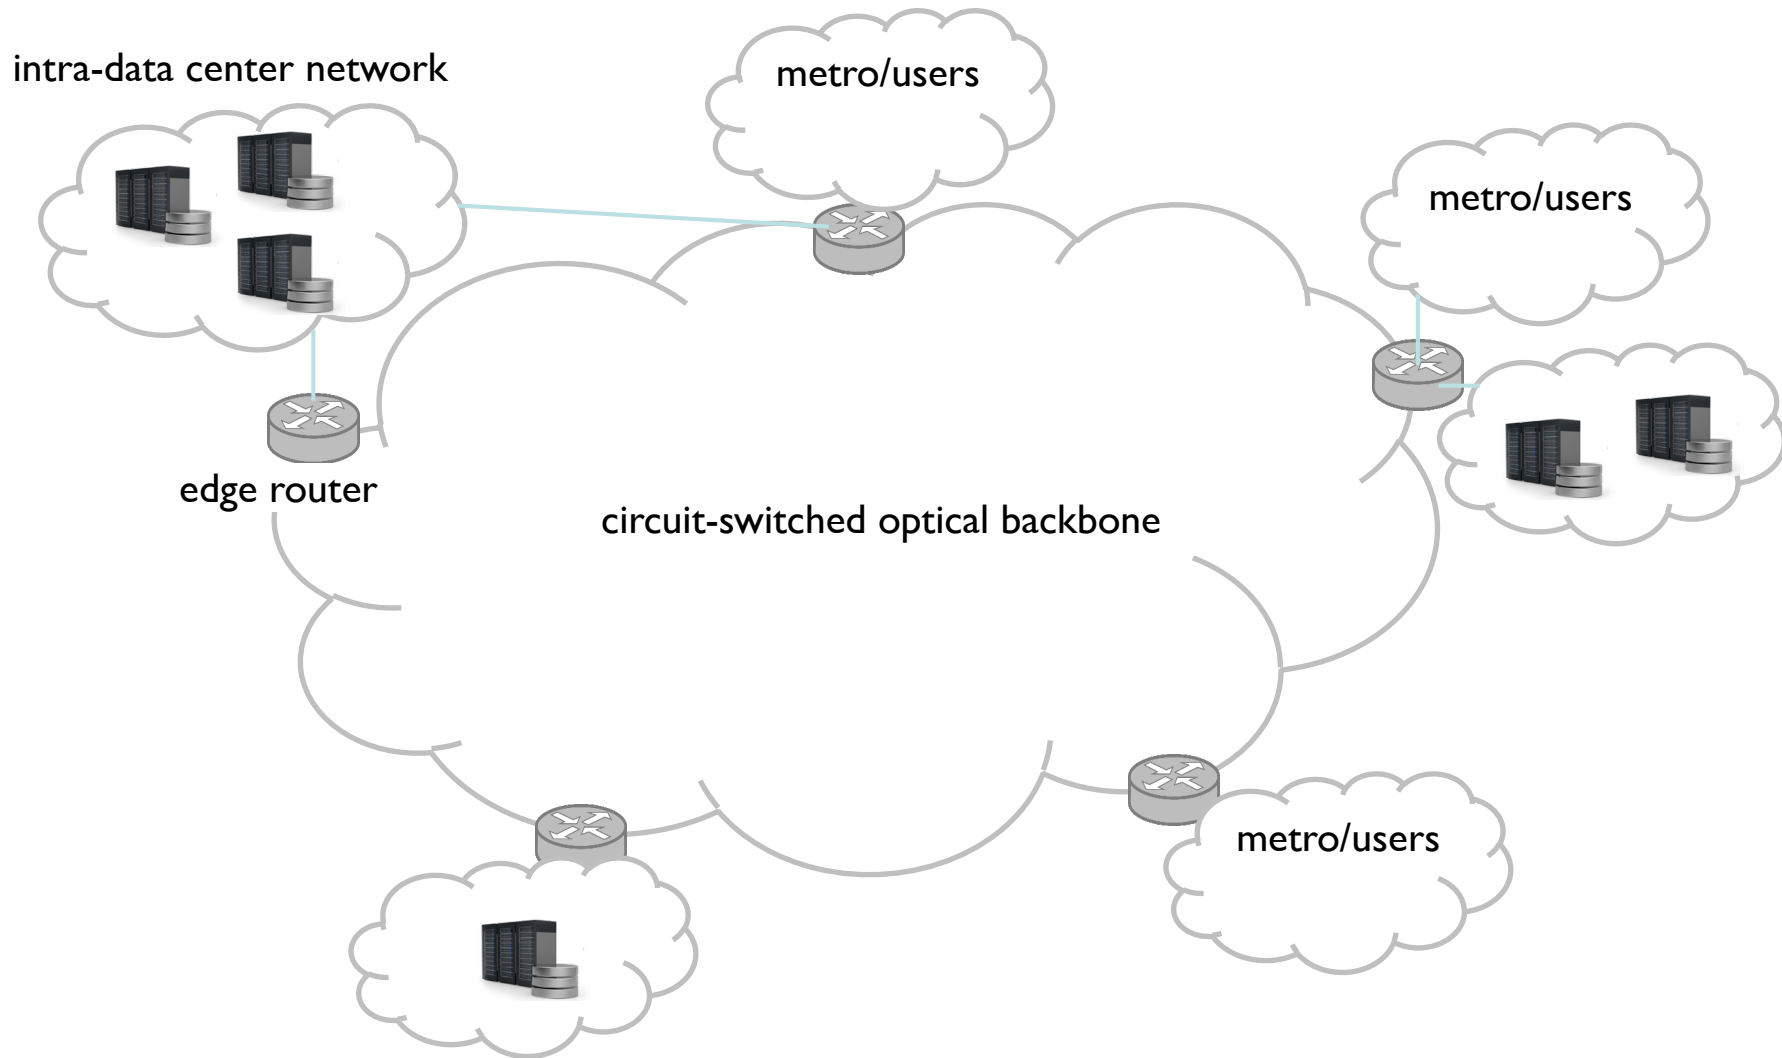 metro/users
intra-data center network
metro/users
edge router
circuit-switched optical backbone
metro/users